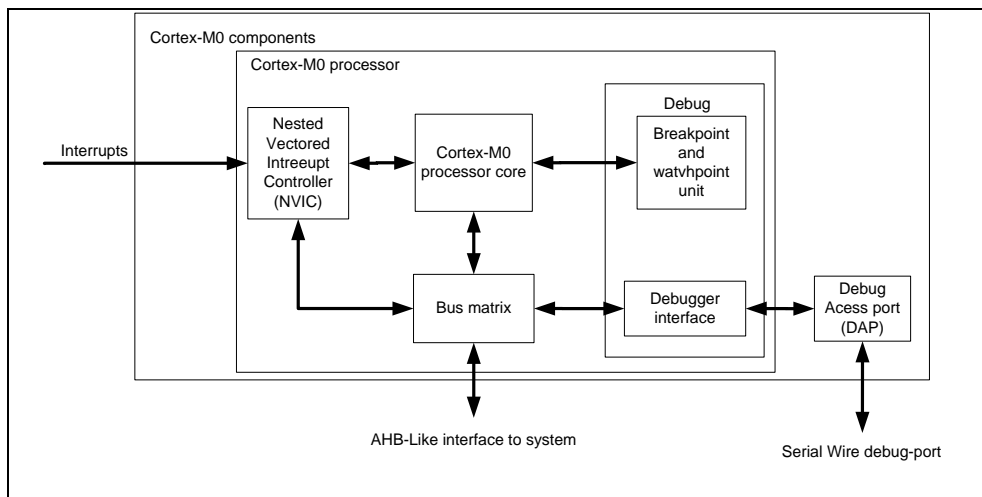 Cortex-M0 components
Cortex-M0 processor
Debug
Interrupts
Nested
Vectored
Intreeupt
Controller
(NVIC)
Cortex-M0
processor core
Breakpoint
and
watvhpoint
unit
Bus matrix
Debugger
interface
Debug
Acess port
(DAP)
AHB-Like interface to system
Serial Wire debug-port